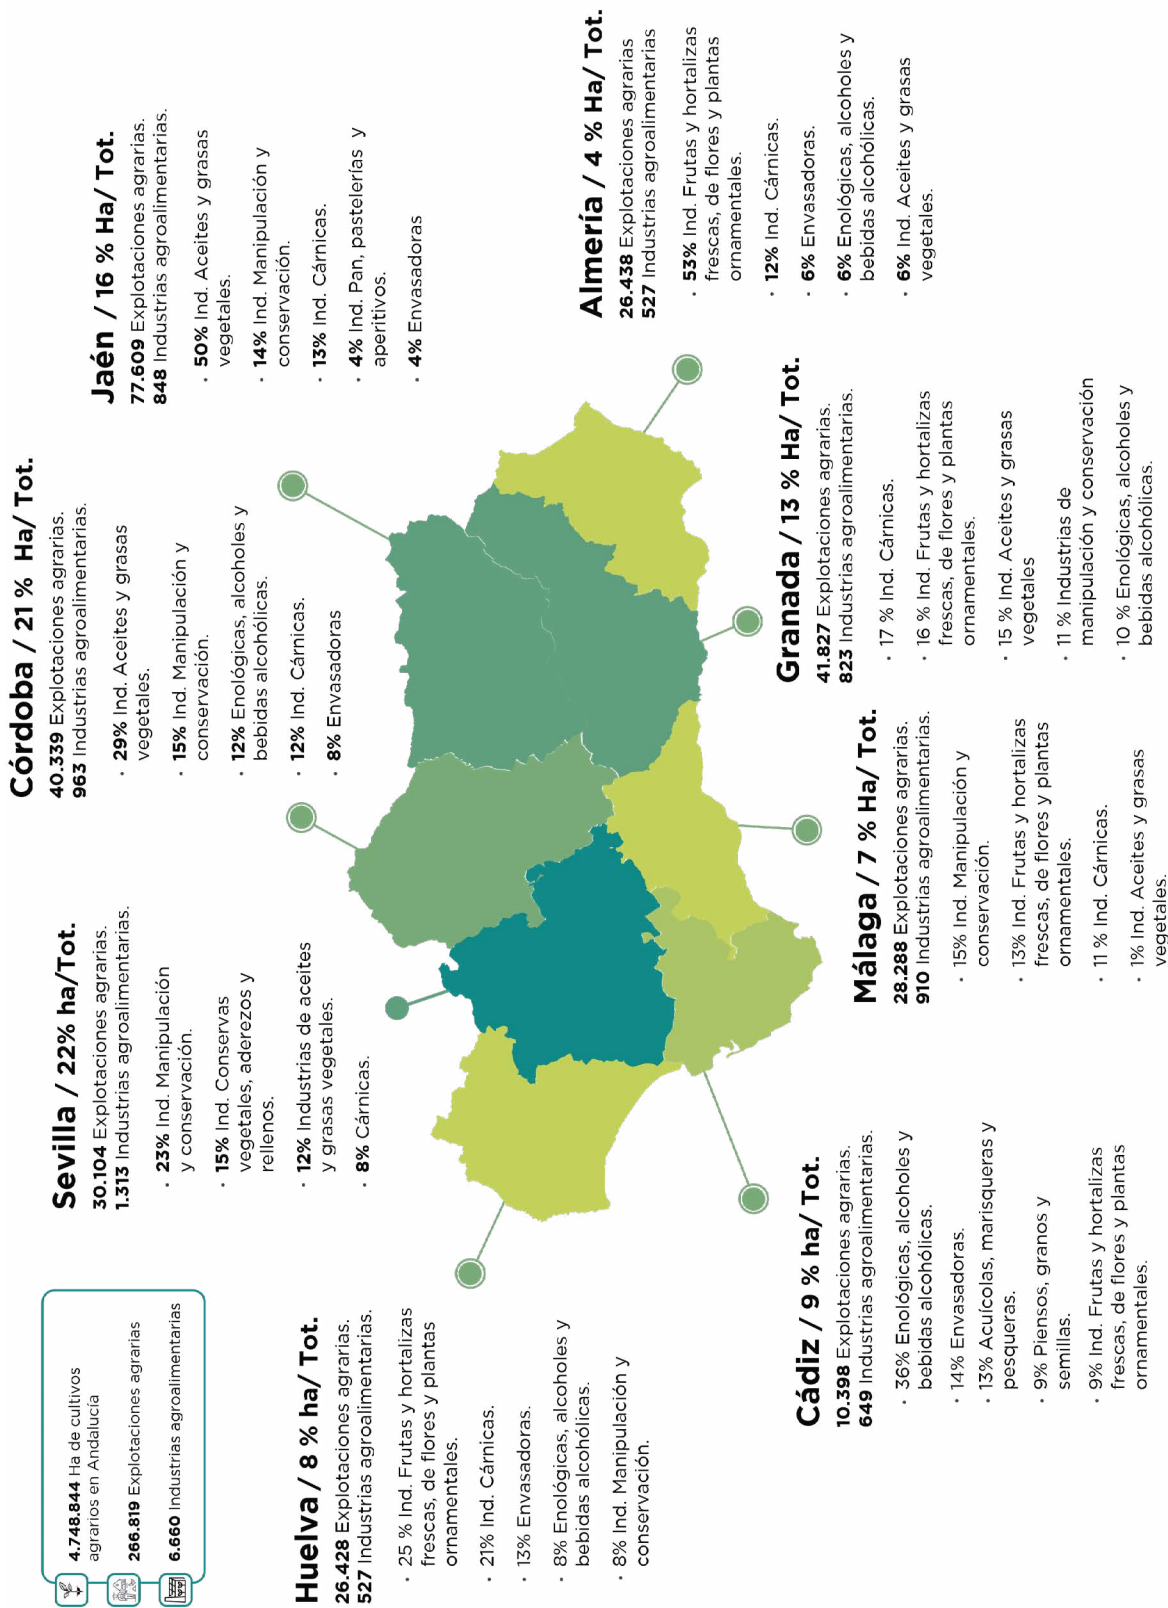 4.748.844 Ha de cultivos
agrarios en Andalucía
266.819 Explotaciones agrarias
6.660 Industrias agroalimentarias
Sevilla / 22% ha/Tot.
30.104 Explotaciones agrarias.
1.313 Industrias agroalimentarias.
· 23% Ind. Manipulación
y conservación.
· 15% Ind. Conservas
vegetales, aderezos y
rellenos.
· 12% Industrias de aceites
y grasas vegetales.
· 8% Cárnicas.
Córdoba / 21 % Ha/ Tot.
40.339 Explotaciones agrarias.
963 Industrias agroalimentarias.
· 29% Ind. Aceites y grasas
vegetales.
· 15% Ind. Manipulación y
conservación.
· 12% Enológicas, alcoholes y
bebidas alcohólicas.
· 12% Ind. Cárnicas.
· 8% Envasadoras
Jaén / 16 % Ha/ Tot.
77.609 Explotaciones agrarias.
848 Industrias agroalimentarias.
· 50% Ind. Aceites y grasas
vegetales.
· 14% Ind. Manipulación y
conservación.
· 13% Ind. Cárnicas.
· 4% Ind. Pan, pastelerías y
aperitivos.
· 4% Envasadoras
Huelva / 8 % ha/ Tot.
26.428 Explotaciones agrarias.
527 Industrias agroalimentarias.
· 25 % Ind. Frutas y hortalizas
frescas, de flores y plantas
ornamentales.
· 21% Ind. Cárnicas.
· 13% Envasadoras.
· 8% Enológicas, alcoholes y
bebidas alcohólicas.
· 8% Ind. Manipulación y
conservación.
Cádiz / 9 % ha/ Tot.
10.398 Explotaciones agrarias.
649 Industrias agroalimentarias.
· 36% Enológicas, alcoholes y
bebidas alcohólicas.
· 14% Envasadoras.
· 13% Acuícolas, marisqueras y
pesqueras.
· 9% Piensos, granos y
semillas.
· 9% Ind. Frutas y hortalizas
frescas, de flores y plantas
ornamentales.
Málaga / 7 % Ha/ Tot.
28.288 Explotaciones agrarias.
910 Industrias agroalimentarias.
· 15% Ind. Manipulación y
conservación.
· 13% Ind. Frutas y hortalizas
frescas, de flores y plantas
ornamentales.
· 11 % Ind. Cárnicas.
· 1% Ind. Aceites y grasas
vegetales.
Granada / 13 % Ha/ Tot.
41.827 Explotaciones agrarias.
823 Industrias agroalimentarias.
· 17 % Ind. Cárnicas.
· 16 % Ind. Frutas y hortalizas
frescas, de flores y plantas
ornamentales.
· 15 % Ind. Aceites y grasas
vegetales
· 11 % Industrias de
manipulación y conservación
· 10 % Enológicas, alcoholes y
bebidas alcohólicas.
Almería / 4 % Ha/ Tot.
26.438 Explotaciones agrarias
527 Industrias agroalimentarias
· 53% Ind. Frutas y hortalizas
frescas, de flores y plantas
ornamentales.
· 12% Ind. Cárnicas.
· 6% Envasadoras.
· 6% Enológicas, alcoholes y
bebidas alcohólicas.
· 6% Ind. Aceites y grasas
vegetales.